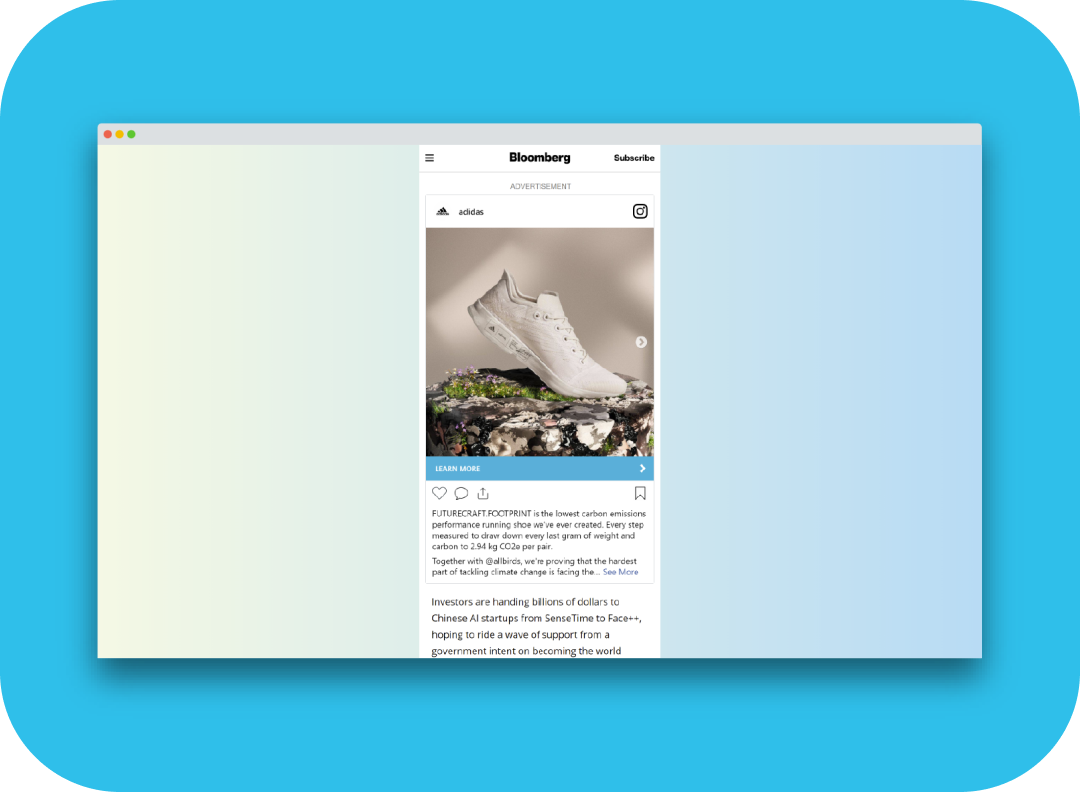 Bloomberg
Subscribe
ADVERTISEMENT
adidas
LEARN MORE
FUTURECRAFT.FOOTPRINT is the lowest carbon emissions
performance running shoe we've ever created. Every step
measured to draw down every last gram of weight and
carbon to 2.94 kg CO2e per pair.
Together with @allbirds, we're proving that the hardest
part of tackling climate change is facing the... See More
Investors are handing billions of dollars to
Chinese AI startups from SenseTime to Face++,
hoping to ride a wave of support from a
government intent on becoming the world